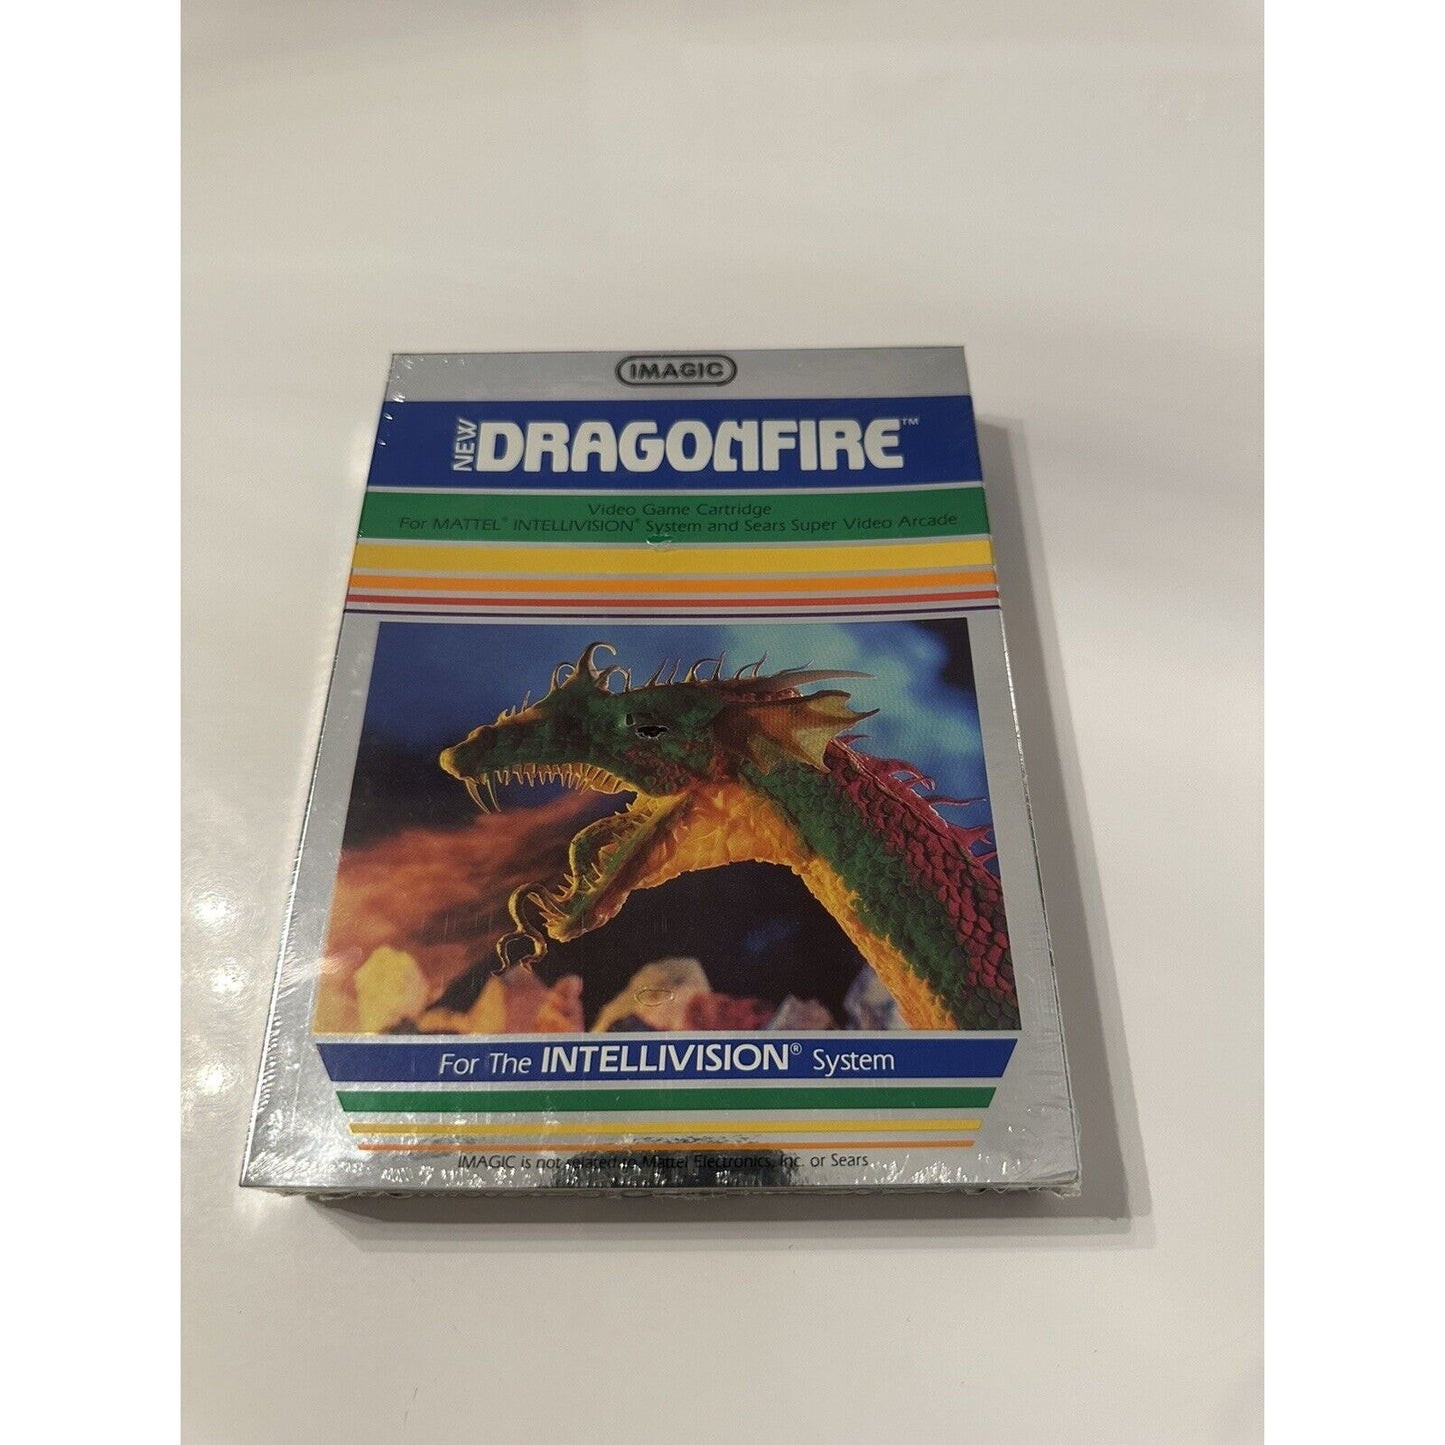 IMAGIC
NEW DRAGONFIRE™
Video Game Cartridge
For MATTEL® INTELLIVISION® System and Sears Super Video Arcade
For The INTELLIVISION® System
IMAGIC is not related to Mattel Electronics, Inc. or Sears